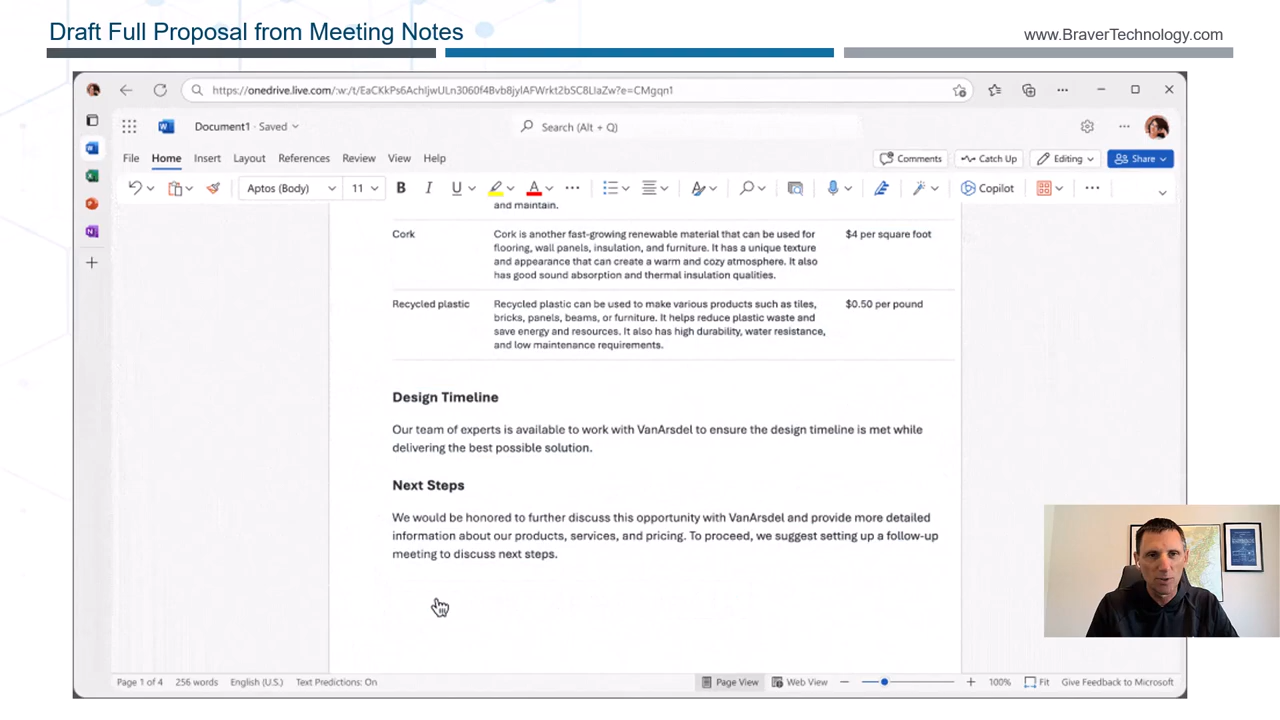 Draft Full Proposal from Meeting Notes
www.BraverTechnology.com
https://onedrive.live.com/:w:/t/EaCKkPs6AchIjwULn3060f4Bvb8jylAFWrkt2bSC8LIaZw?e=CMgqn1
Document1 · Saved
Search (Alt + Q)
File Home Insert Layout References Review View Help
Comments Catch Up Editing Share
Aptos (Body) 11 B I U A Copilot
and maintain.
Cork
Cork is another fast-growing renewable material that can be used for
flooring, wall panels, insulation, and furniture. It has a unique texture
and appearance that can create a warm and cozy atmosphere. It also
has good sound absorption and thermal insulation qualities.
$4 per square foot
Recycled plastic
Recycled plastic can be used to make various products such as tiles,
bricks, panels, beams, or furniture. It helps reduce plastic waste and
save energy and resources. It also has high durability, water resistance,
and low maintenance requirements.
$0.50 per pound
Design Timeline
Our team of experts is available to work with VanArsdel to ensure the design timeline is met while
delivering the best possible solution.
Next Steps
We would be honored to further discuss this opportunity with VanArsdel and provide more detailed
information about our products, services, and pricing. To proceed, we suggest setting up a follow-up
meeting to discuss next steps.
Page 1 of 4 256 words English (U.S.) Text Predictions: On Page View Web View 100% Fit Give Feedback to Microsoft